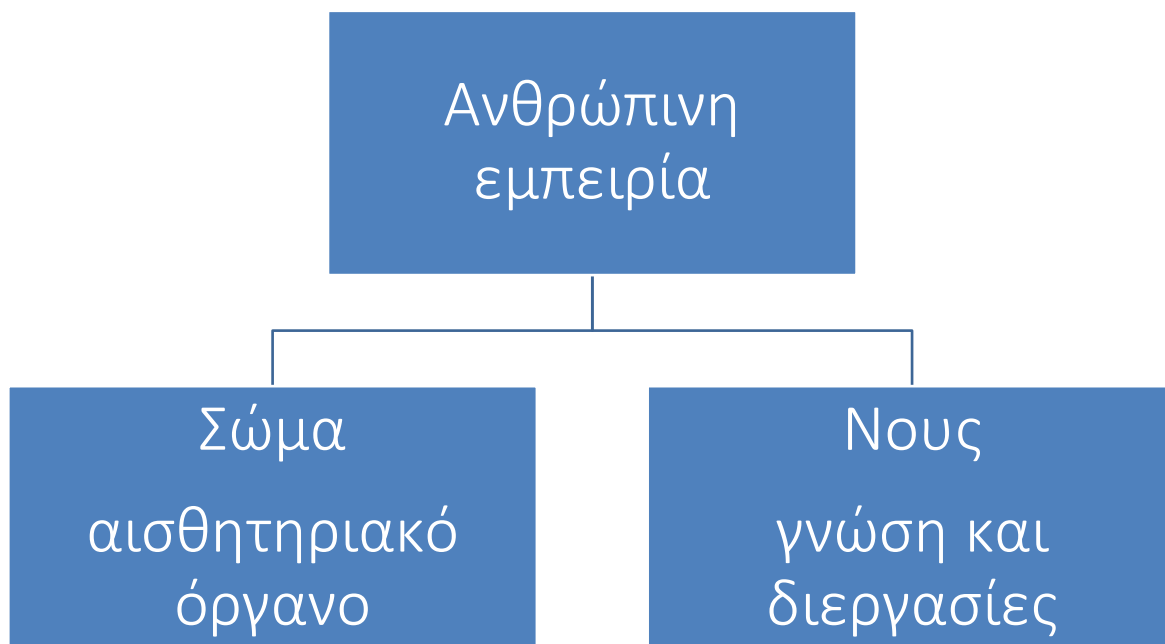 Ανθρώπινη
εμπειρία
Σώμα
αισθητηριακό
όργανο
Νους
γνώση και
διεργασίες